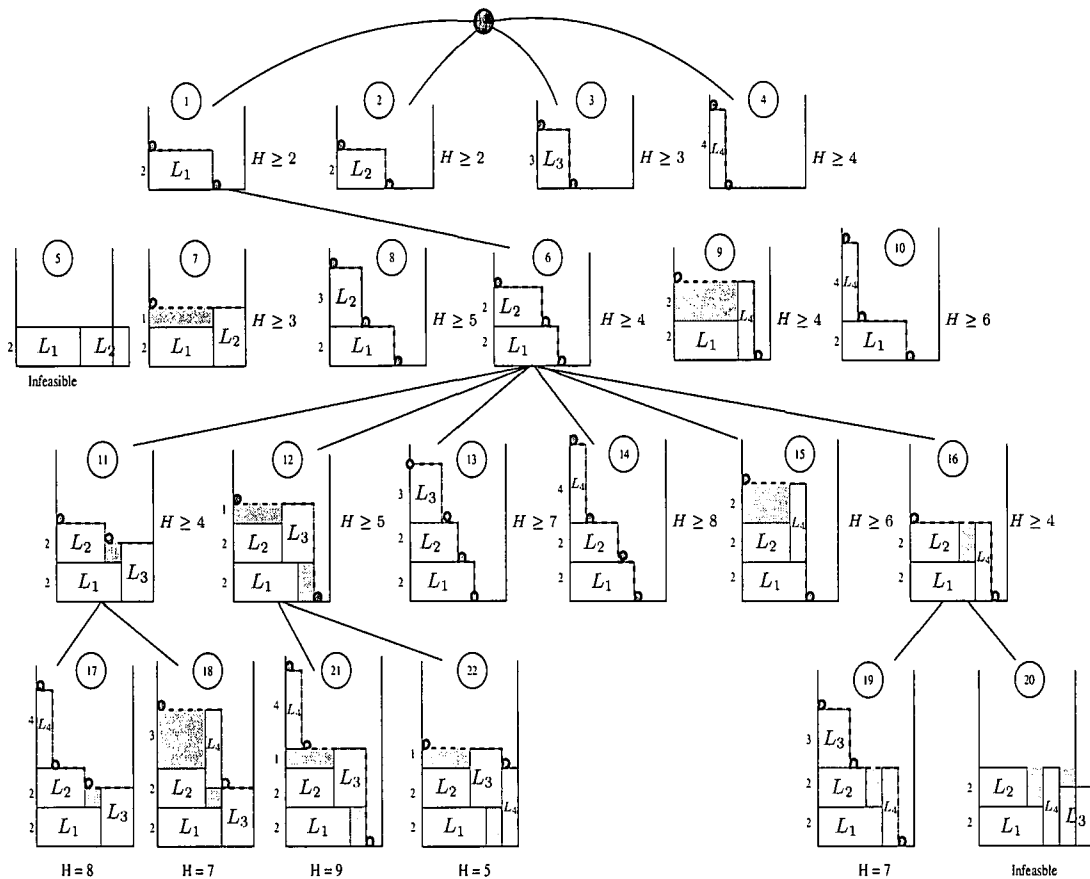 1 2 3 4
2 L₁ H ≥ 2 2 L₂ H ≥ 2 3 L₃ H ≥ 3 4 L₄ H ≥ 4
5 7 8 6 9 10
2 L₁ L₂ 1 2 L₁ L₂ H ≥ 3 3 L₂ 2 L₁ H ≥ 5 2 L₂ 2 L₁ H ≥ 4 2 2 L₁ L₄ H ≥ 4 4 L₄ 2 L₁ H ≥ 6
Infeasible
11 12 13 14 15 16
2 L₂ 2 L₁ L₃ H ≥ 4 1 2 L₂ L₃ 2 L₁ H ≥ 5 3 L₃ 2 L₂ 2 L₁ H ≥ 7 4 L₄ 2 L₂ 2 L₁ H ≥ 8 2 2 L₂ L₄ 2 L₁ H ≥ 6 2 L₂ L₄ 2 L₁ H ≥ 4
17 18 21 22 19 20
4 L₄ 2 L₂ 2 L₁ L₃ 3 L₄ 2 L₂ 2 L₁ L₃ 4 L₄ 1 2 L₂ L₃ 2 L₁ 1 2 L₂ L₃ 2 L₁ L₄ 3 L₃ 2 L₂ L₄ 2 L₁ 2 L₂ L₄ 2 L₁ L₃
H = 8 H = 7 H = 9 H = 5 H = 7 Infeasble